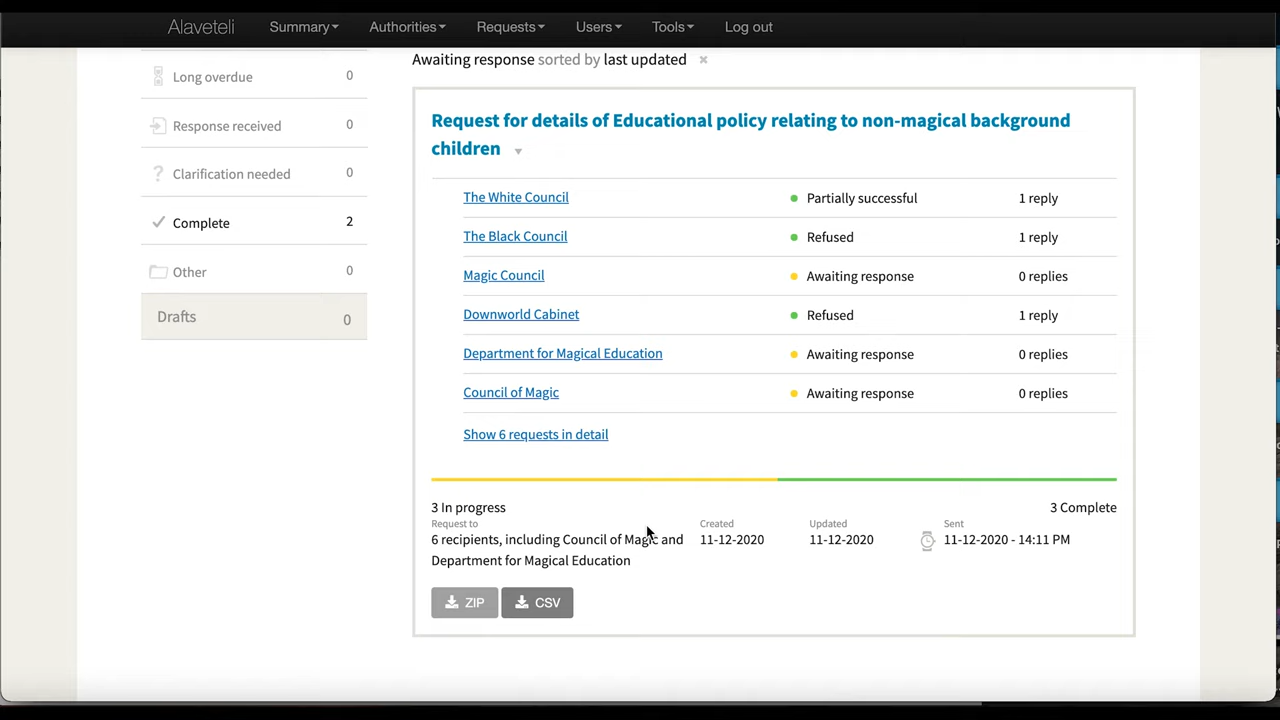 Alaveteli Summary Authorities Requests Users Tools Log out
Long overdue 0
Response received 0
Clarification needed 0
Complete 2
Other 0
Drafts 0
Awaiting response sorted by last updated ×
Request for details of Educational policy relating to non-magical background
children
The White Council Partially successful 1 reply
The Black Council Refused 1 reply
Magic Council Awaiting response 0 replies
Downworld Cabinet Refused 1 reply
Department for Magical Education Awaiting response 0 replies
Council of Magic Awaiting response 0 replies
Show 6 requests in detail
3 In progress 3 Complete
Request to Created Updated Sent
6 recipients, including Council of Magic and 11-12-2020 11-12-2020 11-12-2020 - 14:11 PM
Department for Magical Education
ZIP CSV